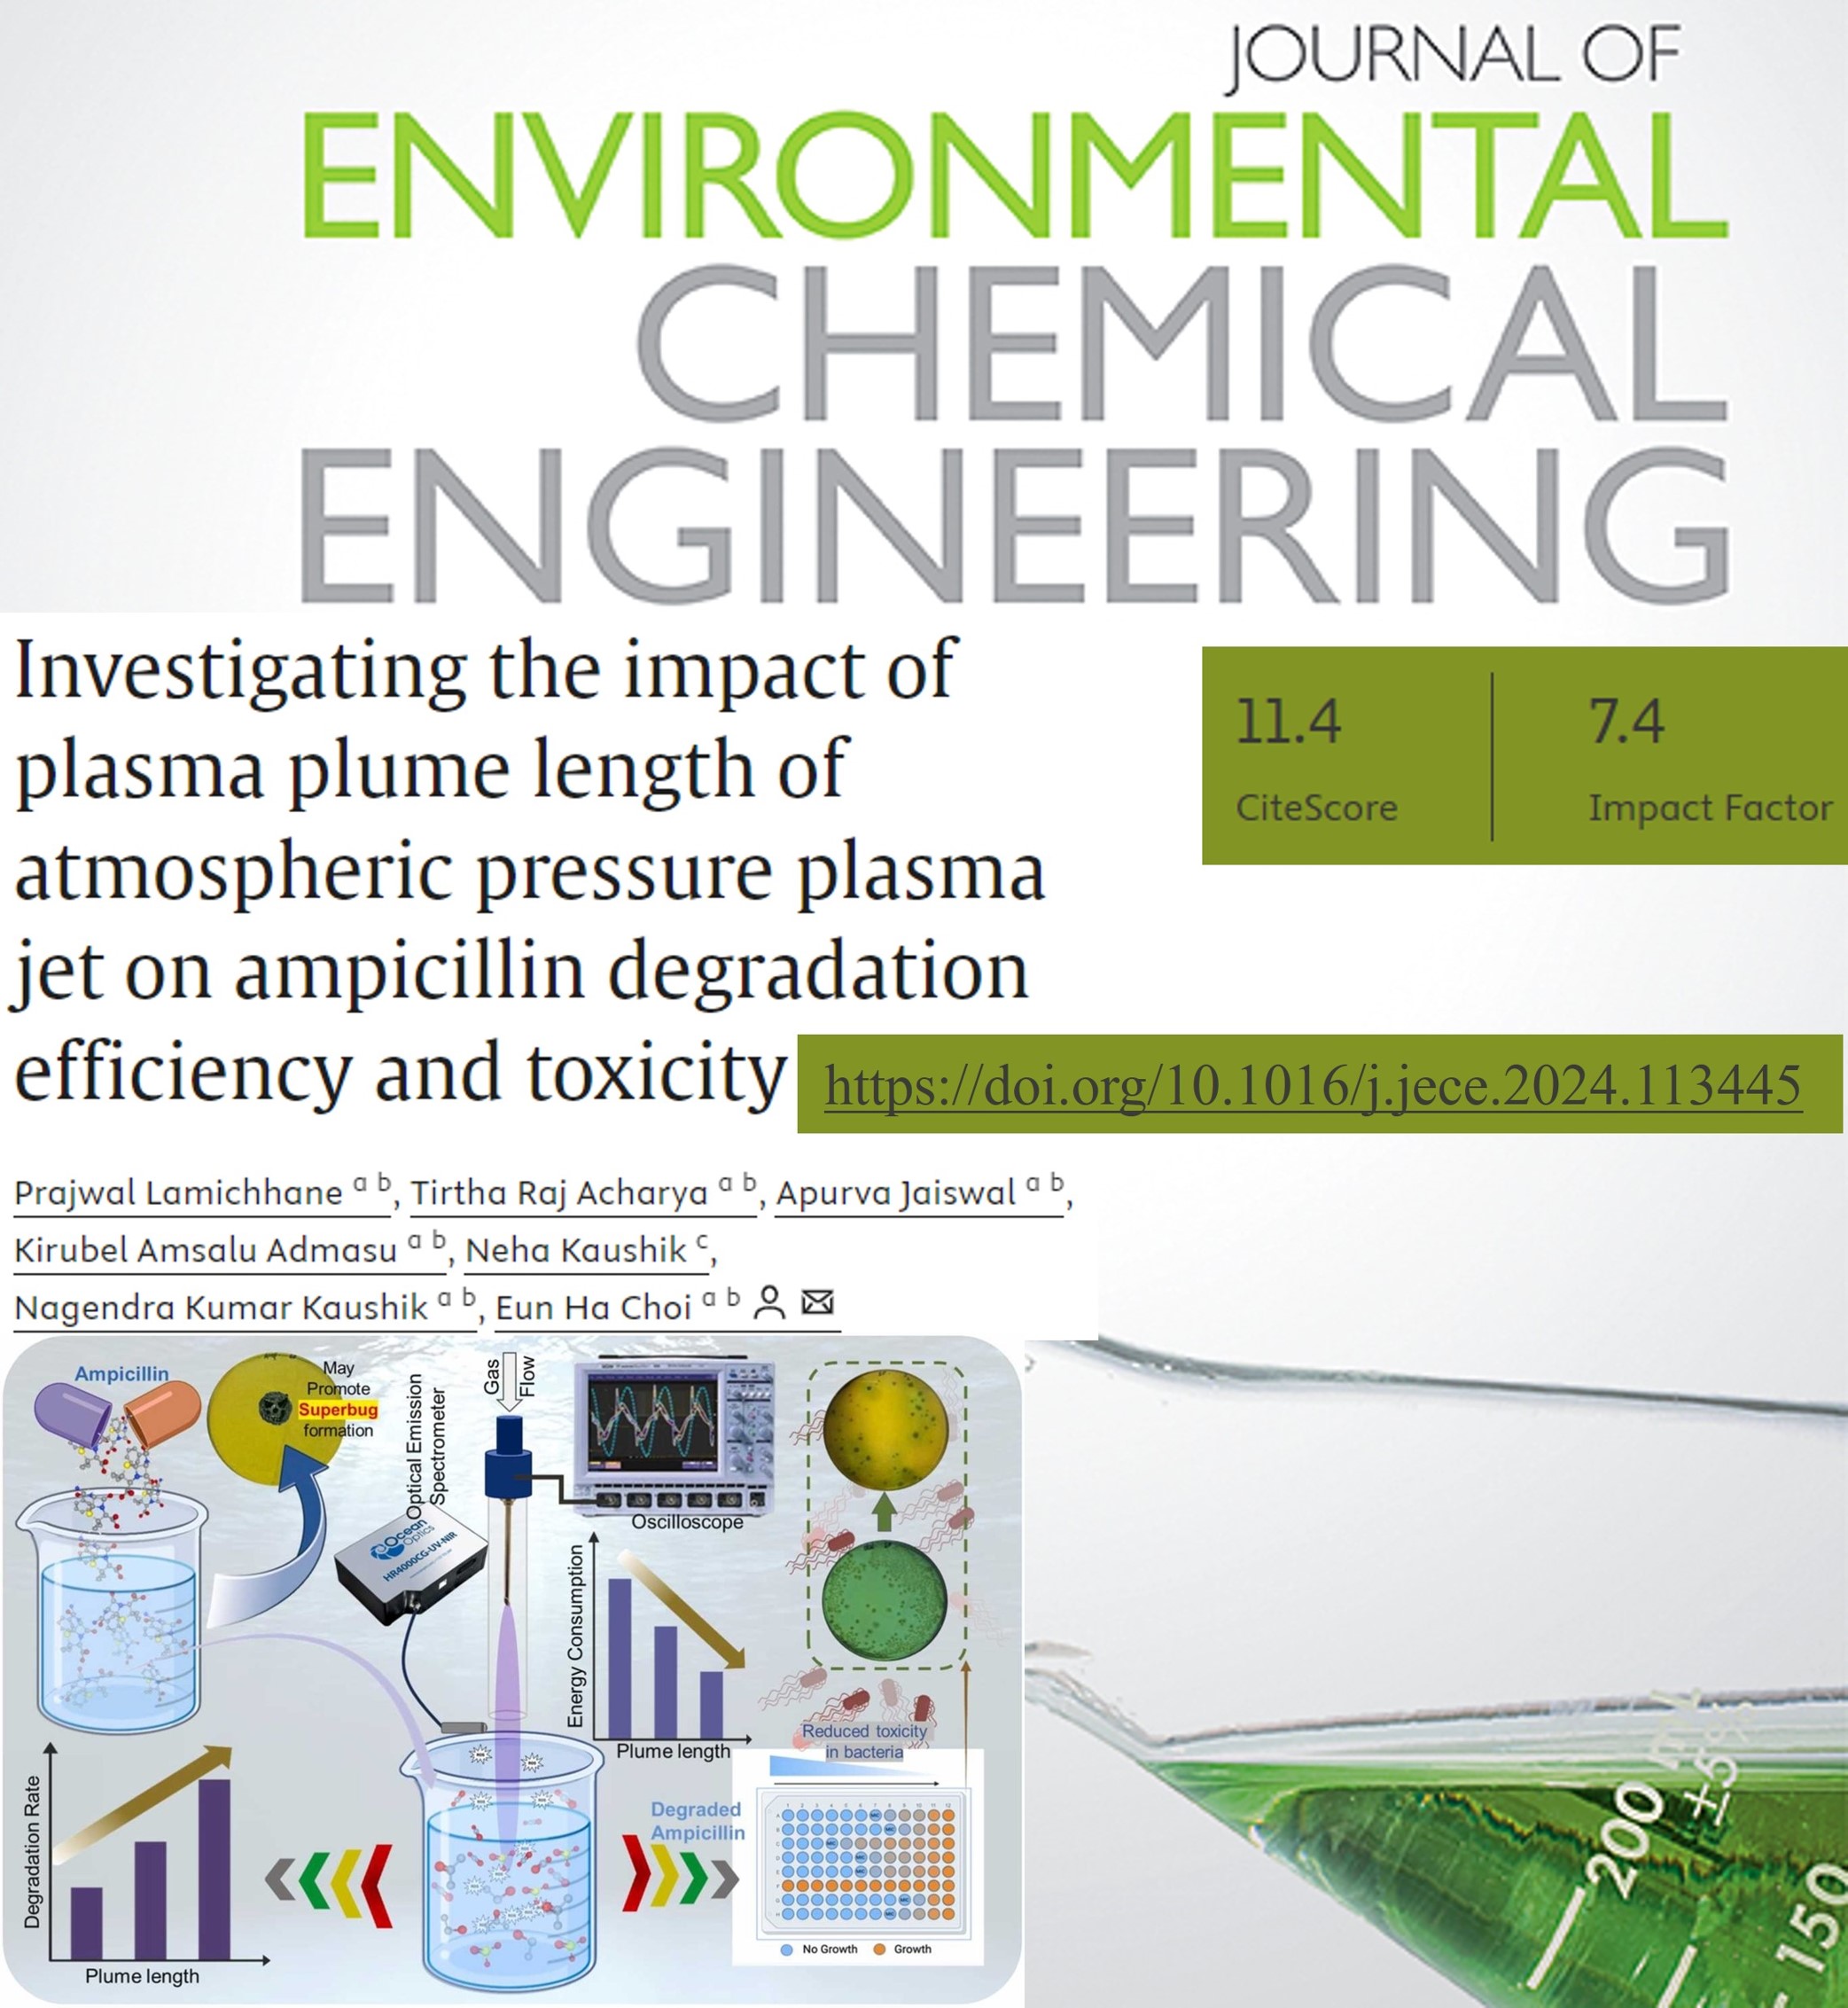 JOURNAL OF
ENVIRONMENTAL
CHEMICAL
ENGINEERING
Investigating the impact of
plasma plume length of
atmospheric pressure plasma
jet on ampicillin degradation
efficiency and toxicity
https://doi.org/10.1016/j.jece.2024.113445
11.4
CiteScore
7.4
Impact Factor
Prajwal Lamichhane a b, Tirtha Raj Acharya a b, Apurva Jaiswal a b,
Kirubel Amsalu Admasu a b, Neha Kaushik c,
Nagendra Kumar Kaushik a b, Eun Ha Choi a b
Ampicillin
May
Promote
Superbug
formation
Optical Emission
Spectrometer
Gas
Flow
Ocean
Optics
HR4000CG-UV-NIR
Oscilloscope
Energy Consumption
Plume length
Reduced toxicity
in bacteria
Degradation Rate
Plume length
Degraded
Ampicillin
No Growth
Growth
200 mL
±5%
150